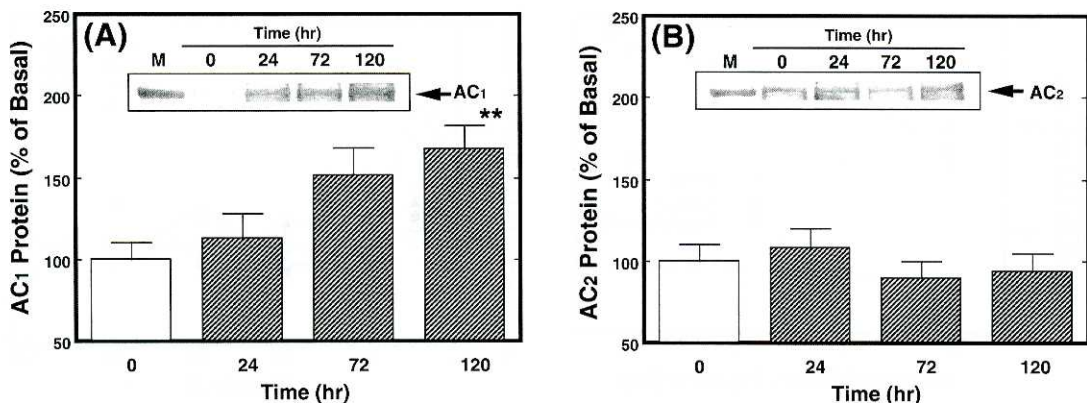 (A)
Time (hr)
M 0 24 72 120
AC1
**
AC1 Protein (% of Basal)
250
200
150
100
50
0 24 72 120
Time (hr)
(B)
Time (hr)
M 0 24 72 120
AC2
AC2 Protein (% of Basal)
250
200
150
100
50
0 24 72 120
Time (hr)